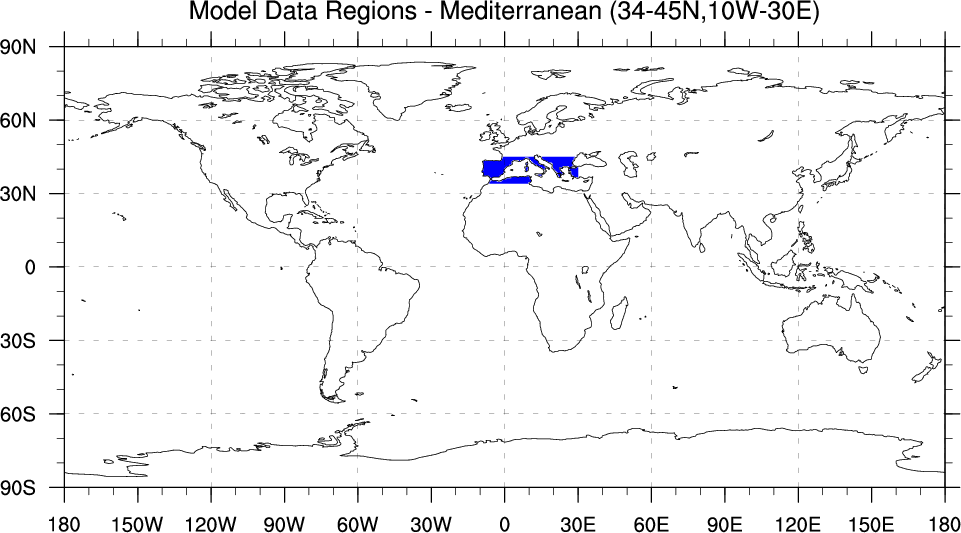 Model Data Regions - Mediterranean (34-45N,10W-30E)
90N
60N
30N
0
30S
60S
90S
180 150W 120W 90W 60W 30W 0 30E 60E 90E 120E 150E 180